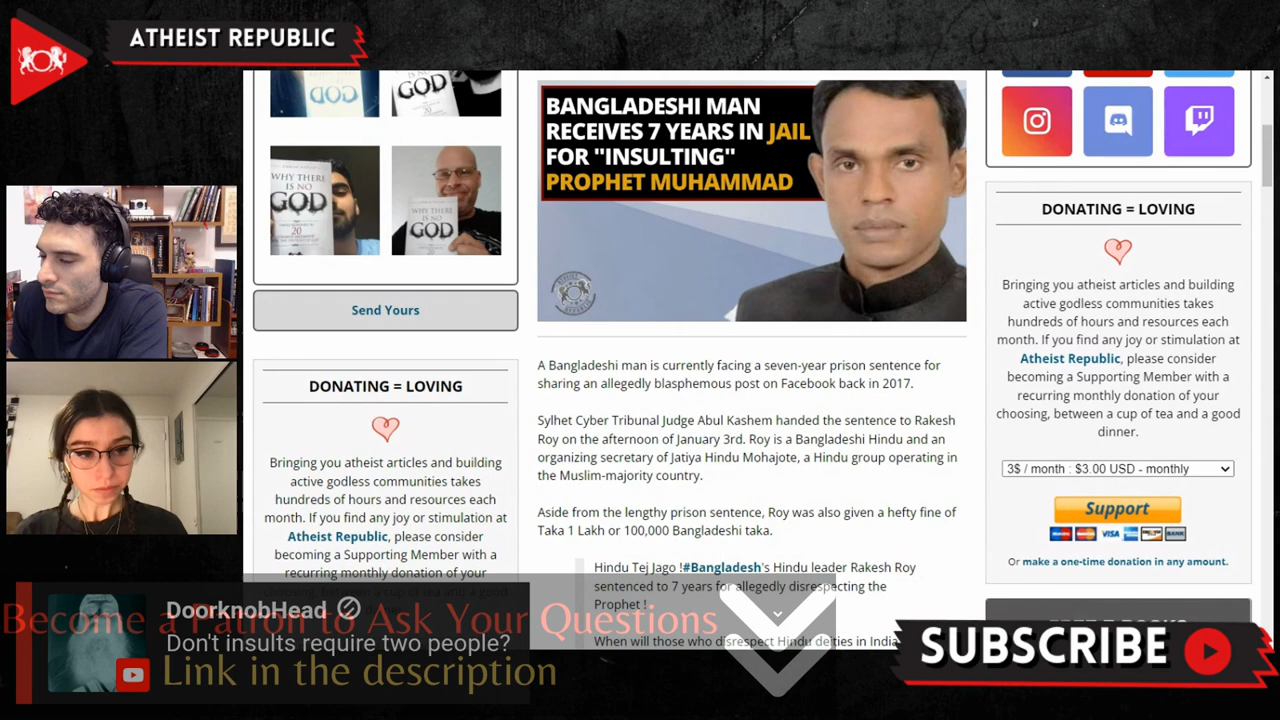 ATHEIST REPUBLIC
GOD
GOD
WHY THERE
IS NO
GOD
20
WHY THERE
IS NO
GOD
Send Yours
DONATING = LOVING
Bringing you atheist articles and building
active godless communities takes
hundreds of hours and resources each
month. If you find any joy or stimulation at
Atheist Republic, please consider
becoming a Supporting Member with a
recurring monthly donation of your
BANGLADESHI MAN
RECEIVES 7 YEARS IN JAIL
FOR "INSULTING"
PROPHET MUHAMMAD
A Bangladeshi man is currently facing a seven-year prison sentence for
sharing an allegedly blasphemous post on Facebook back in 2017.
Sylhet Cyber Tribunal Judge Abul Kashem handed the sentence to Rakesh
Roy on the afternoon of January 3rd. Roy is a Bangladeshi Hindu and an
organizing secretary of Jatiya Hindu Mohajote, a Hindu group operating in
the Muslim-majority country.
Aside from the lengthy prison sentence, Roy was also given a hefty fine of
Taka 1 Lakh or 100,000 Bangladeshi taka.
Hindu Tej Jago !#Bangladesh's Hindu leader Rakesh Roy
sentenced to 7 years for allegedly disrespecting the
Prophet !
When will those who disrespect Hindu deities in India
DONATING = LOVING
Bringing you atheist articles and building
active godless communities takes
hundreds of hours and resources each
month. If you find any joy or stimulation at
Atheist Republic, please consider
becoming a Supporting Member with a
recurring monthly donation of your
choosing, between a cup of tea and a good
dinner.
3$ / month : $3.00 USD - monthly
Support
VISA
BANK
Or make a one-time donation in any amount.
Become a Patron to Ask Your Questions
DoorknobHead
Don't insults require two people?
Link in the description
SUBSCRIBE